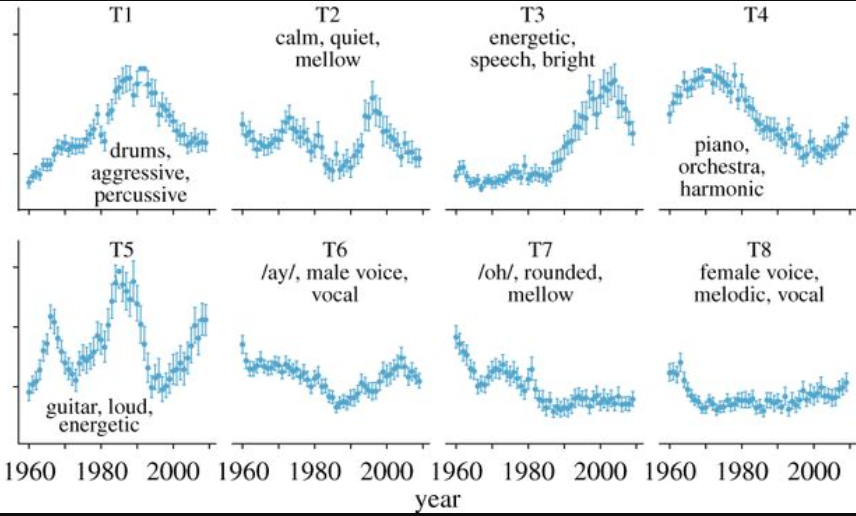 T1
drums,
aggressive,
percussive
T2
calm, quiet,
mellow
T3
energetic,
speech, bright
T4
piano,
orchestra,
harmonic
T5
guitar, loud,
energetic
T6
/ay/, male voice,
vocal
T7
/oh/, rounded,
mellow
T8
female voice,
melodic, vocal
1960 1980 2000 1960 1980 2000 1960 1980 2000 1960 1980 2000
year